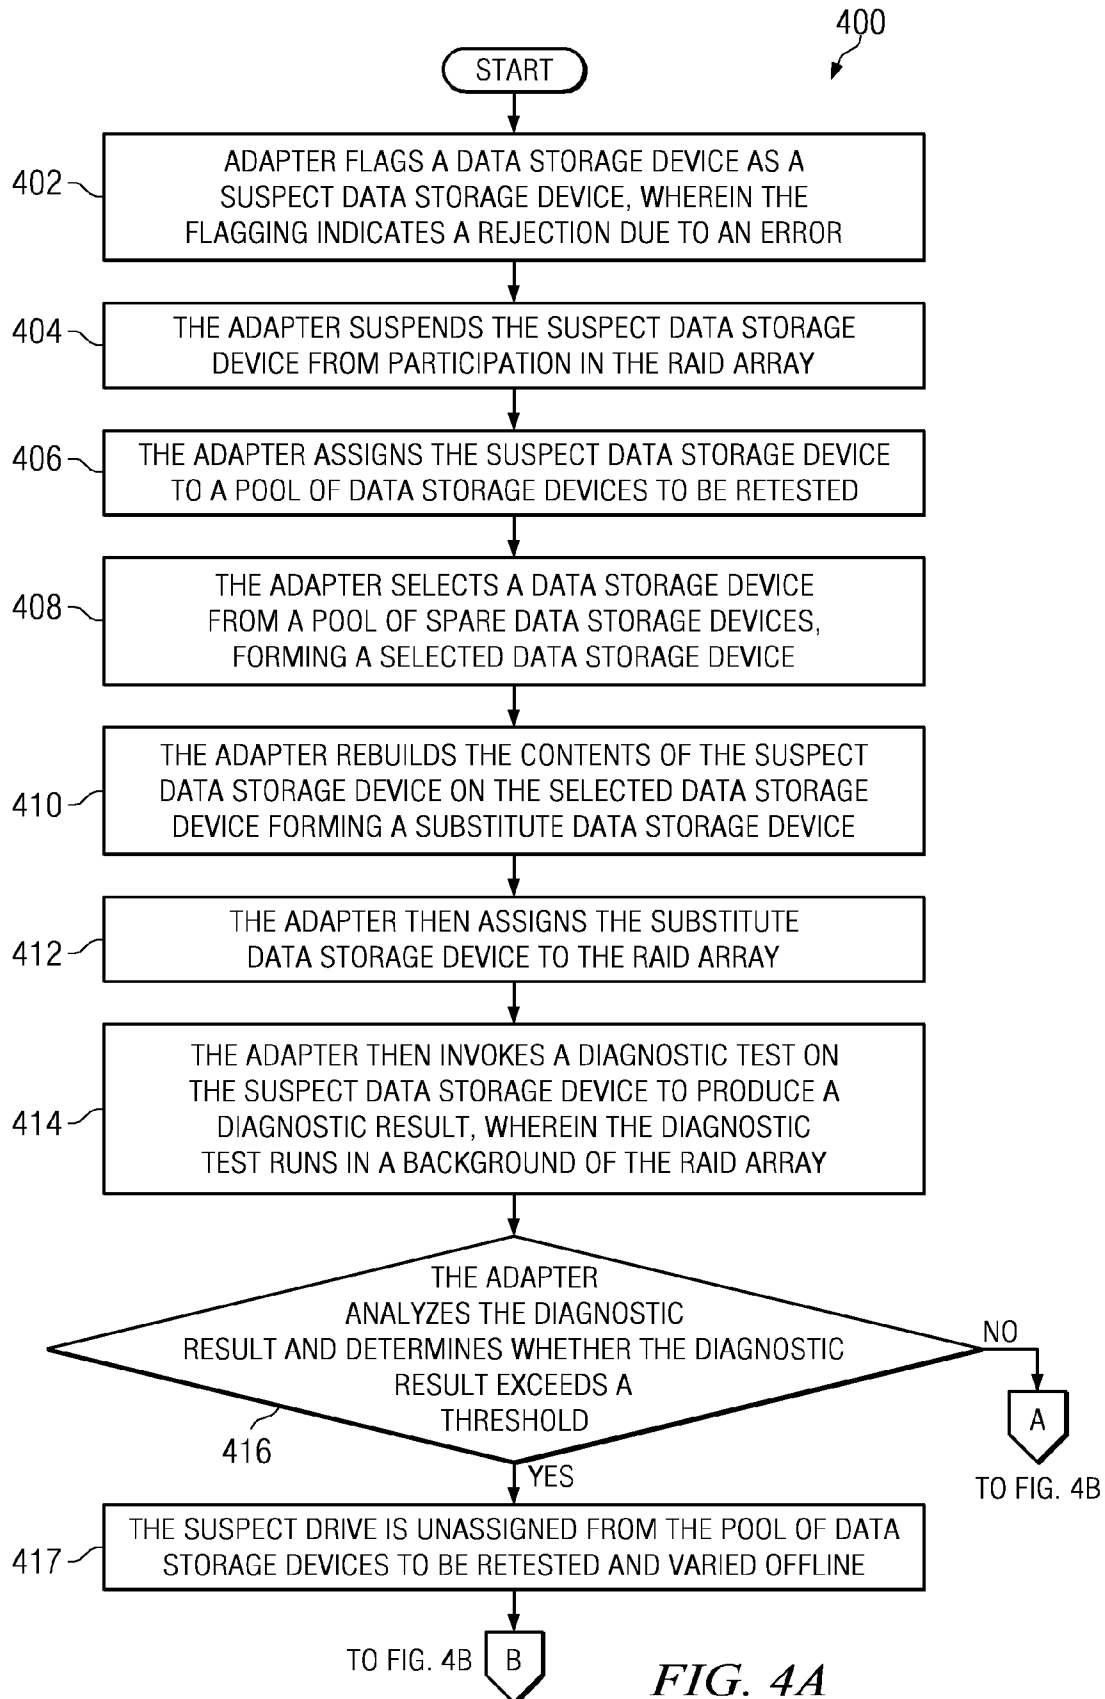 400
START
402
ADAPTER FLAGS A DATA STORAGE DEVICE AS A
SUSPECT DATA STORAGE DEVICE, WHEREIN THE
FLAGGING INDICATES A REJECTION DUE TO AN ERROR
404
THE ADAPTER SUSPENDS THE SUSPECT DATA STORAGE
DEVICE FROM PARTICIPATION IN THE RAID ARRAY
406
THE ADAPTER ASSIGNS THE SUSPECT DATA STORAGE DEVICE
TO A POOL OF DATA STORAGE DEVICES TO BE RETESTED
408
THE ADAPTER SELECTS A DATA STORAGE DEVICE
FROM A POOL OF SPARE DATA STORAGE DEVICES,
FORMING A SELECTED DATA STORAGE DEVICE
410
THE ADAPTER REBUILDS THE CONTENTS OF THE SUSPECT
DATA STORAGE DEVICE ON THE SELECTED DATA STORAGE
DEVICE FORMING A SUBSTITUTE DATA STORAGE DEVICE
412
THE ADAPTER THEN ASSIGNS THE SUBSTITUTE
DATA STORAGE DEVICE TO THE RAID ARRAY
414
THE ADAPTER THEN INVOKES A DIAGNOSTIC TEST ON
THE SUSPECT DATA STORAGE DEVICE TO PRODUCE A
DIAGNOSTIC RESULT, WHEREIN THE DIAGNOSTIC
TEST RUNS IN A BACKGROUND OF THE RAID ARRAY
THE ADAPTER
ANALYZES THE DIAGNOSTIC
RESULT AND DETERMINES WHETHER THE DIAGNOSTIC
RESULT EXCEEDS A
THRESHOLD
416
NO
A
TO FIG. 4B
YES
417
THE SUSPECT DRIVE IS UNASSIGNED FROM THE POOL OF DATA
STORAGE DEVICES TO BE RETESTED AND VARIED OFFLINE
TO FIG. 4B
B
FIG. 4A